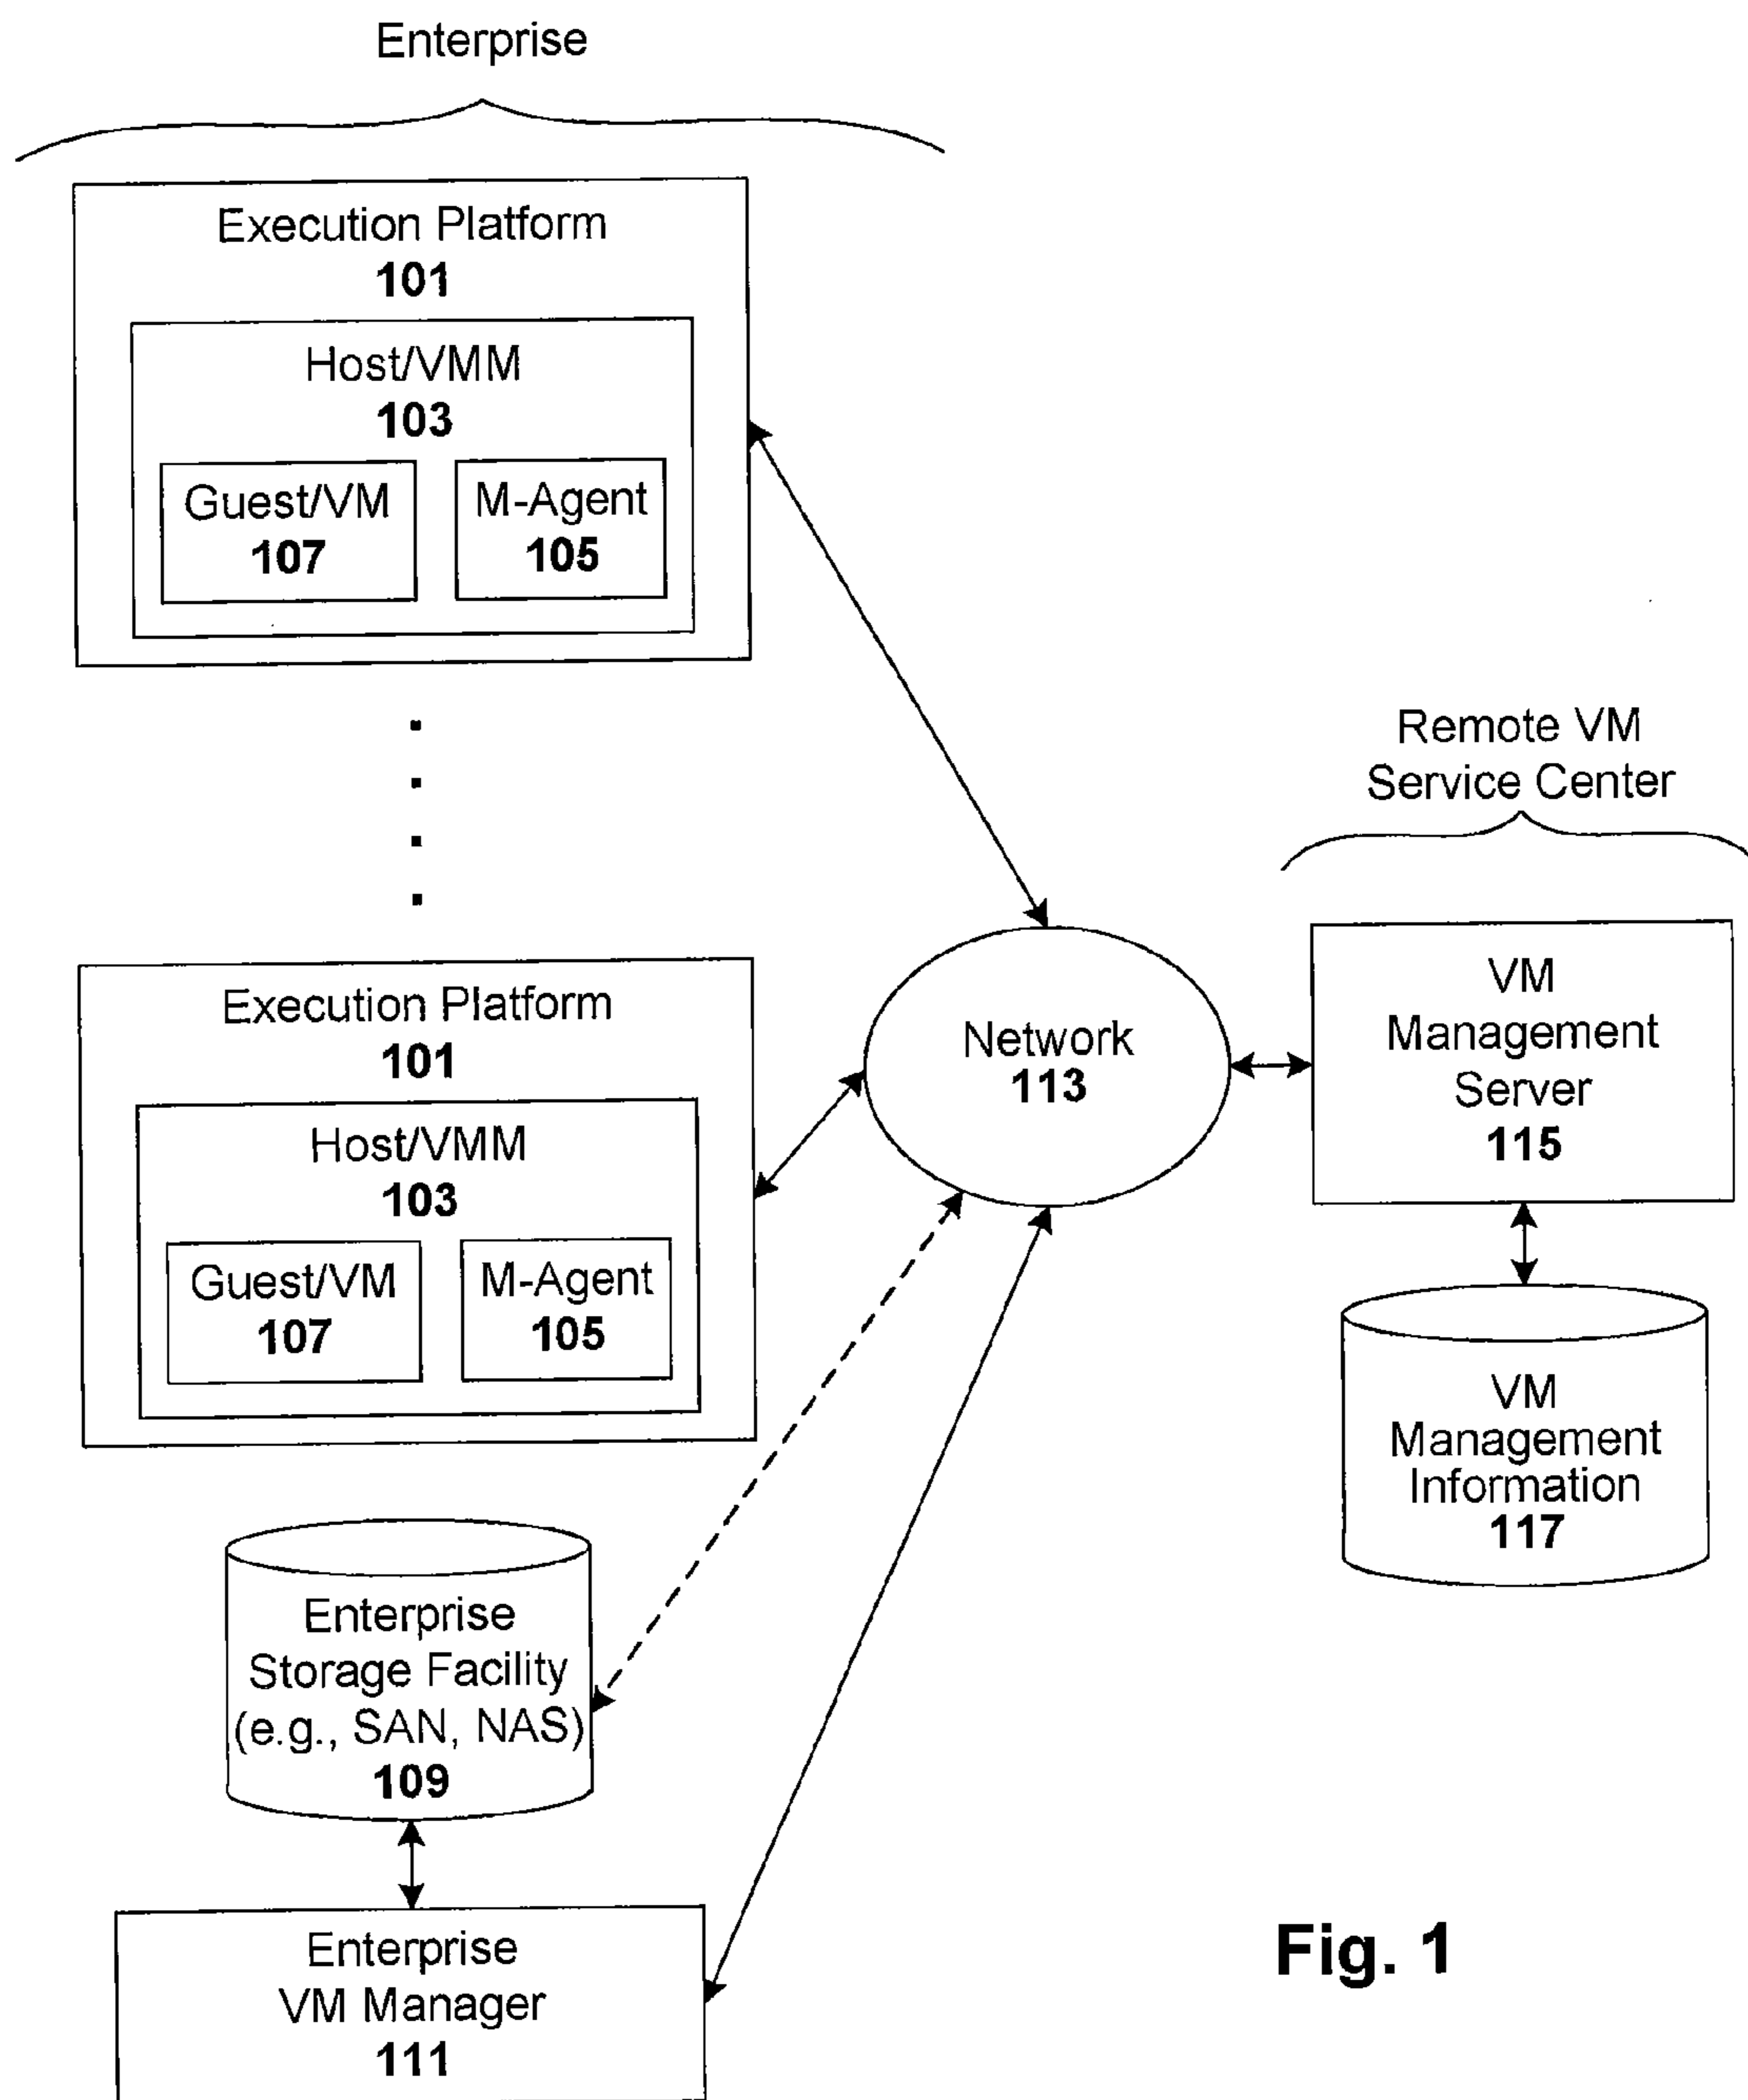 Enterprise
Execution Platform
101
Host/VMM
103
Guest/VM
107
M-Agent
105
Execution Platform
101
Host/VMM
103
Guest/VM
107
M-Agent
105
Enterprise
Storage Facility
(e.g., SAN, NAS)
109
Enterprise
VM Manager
111
Network
113
Remote VM
Service Center
VM
Management
Server
115
VM
Management
Information
117
Fig. 1